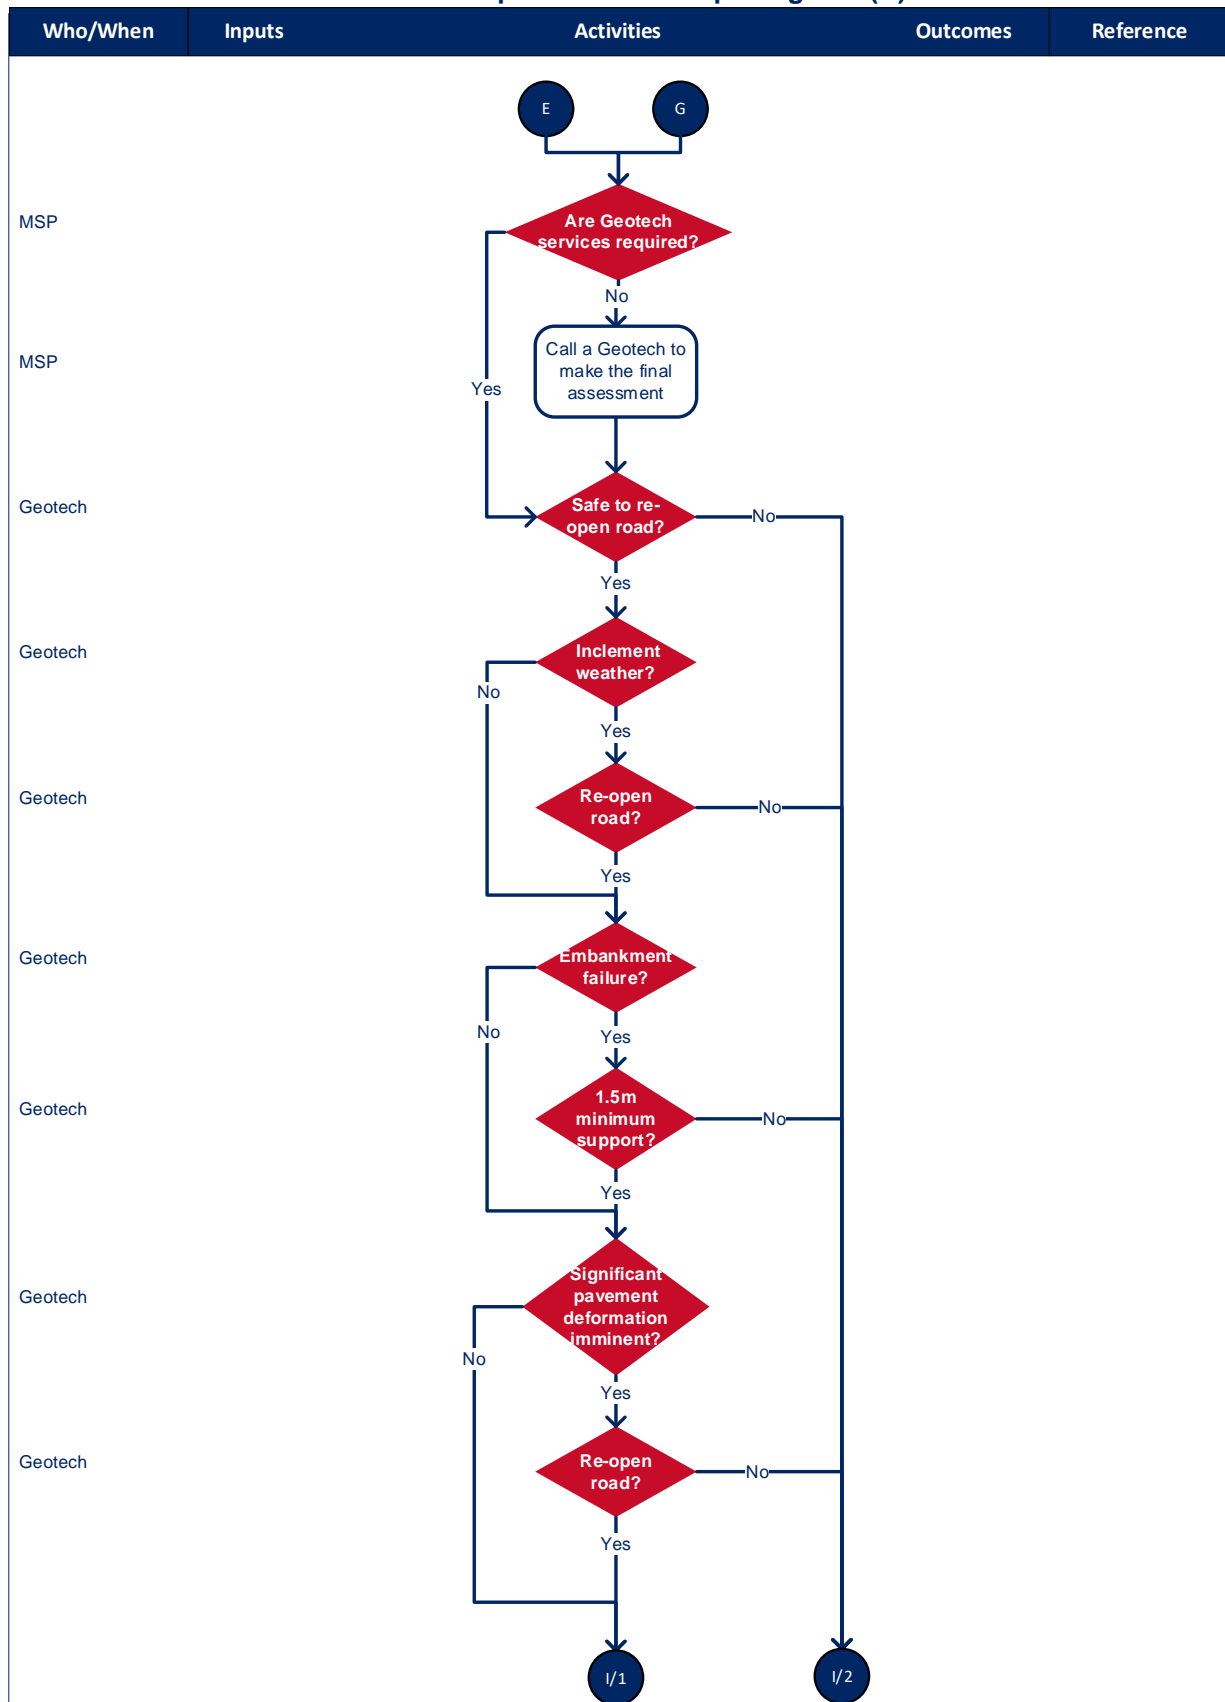 Who/When Inputs Activities Outcomes Reference
E G
MSP
Are Geotech
services required?
No
MSP
Call a Geotech to
make the final
assessment
Yes
Geotech
Safe to re-
open road?
No
Yes
Geotech
Inclement
weather?
No
Yes
Geotech
Re-open
road?
No
Yes
Geotech
Embankment
failure?
No
Yes
Geotech
1.5m
minimum
support?
No
Yes
Geotech
Significant
pavement
deformation
imminent?
No
Yes
Geotech
Re-open
road?
No
Yes
I/1 I/2